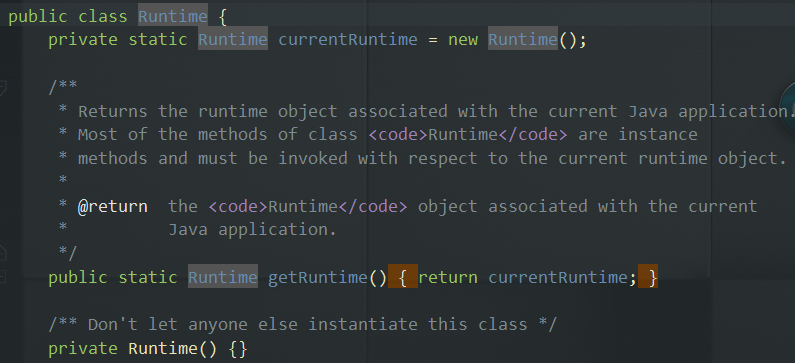 public class Runtime {
private static Runtime currentRuntime = new Runtime();
/**
* Returns the runtime object associated with the current Java application.
* Most of the methods of class <code>Runtime</code> are instance
* methods and must be invoked with respect to the current runtime object.
*
* @return  the <code>Runtime</code> object associated with the current
*          Java application.
*/
public static Runtime getRuntime() { return currentRuntime; }
/** Don't let anyone else instantiate this class */
private Runtime() {}